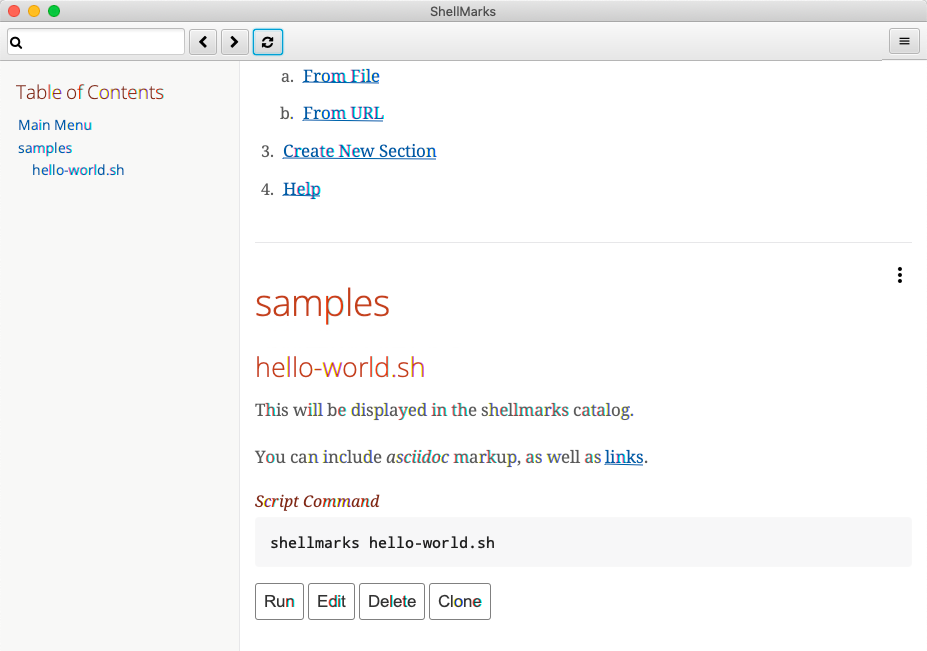 ShellMarks
Table of Contents
Main Menu
samples
hello-world.sh
a. From File
b. From URL
3. Create New Section
4. Help
samples
hello-world.sh
This will be displayed in the shellmarks catalog.
You can include asciidoc markup, as well as links.
Script Command
shellmarks hello-world.sh
Run Edit Delete Clone